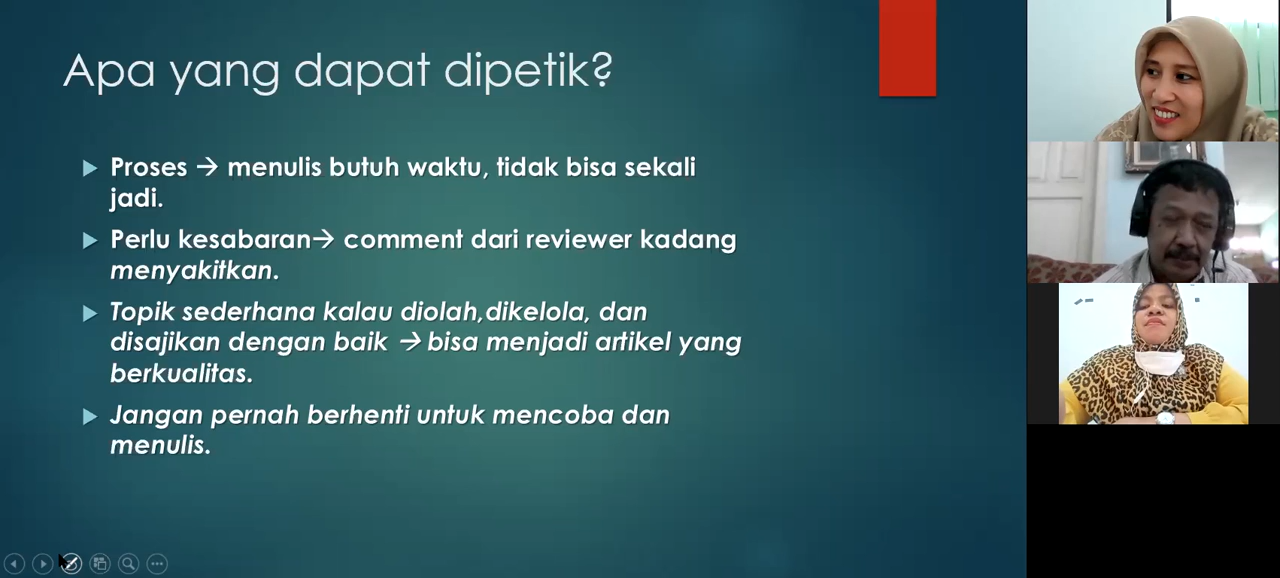 Apa yang dapat dipetik?
Proses → menulis butuh waktu, tidak bisa sekali
jadi.
Perlu kesabaran→ comment dari reviewer kadang
menyakitkan.
Topik sederhana kalau diolah,dikelola, dan
disajikan dengan baik → bisa menjadi artikel yang
berkualitas.
Jangan pernah berhenti untuk mencoba dan
menulis.